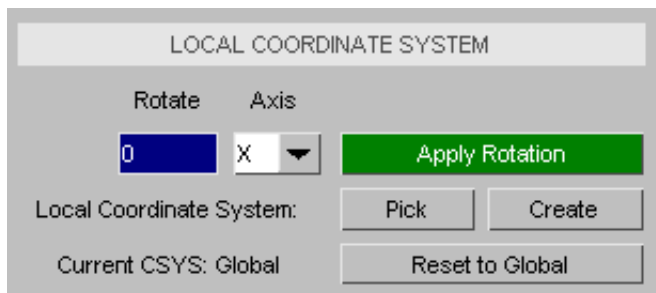 LOCAL COORDINATE SYSTEM
Rotate Axis
0 X Apply Rotation
Local Coordinate System: Pick Create
Current CSYS: Global Reset to Global